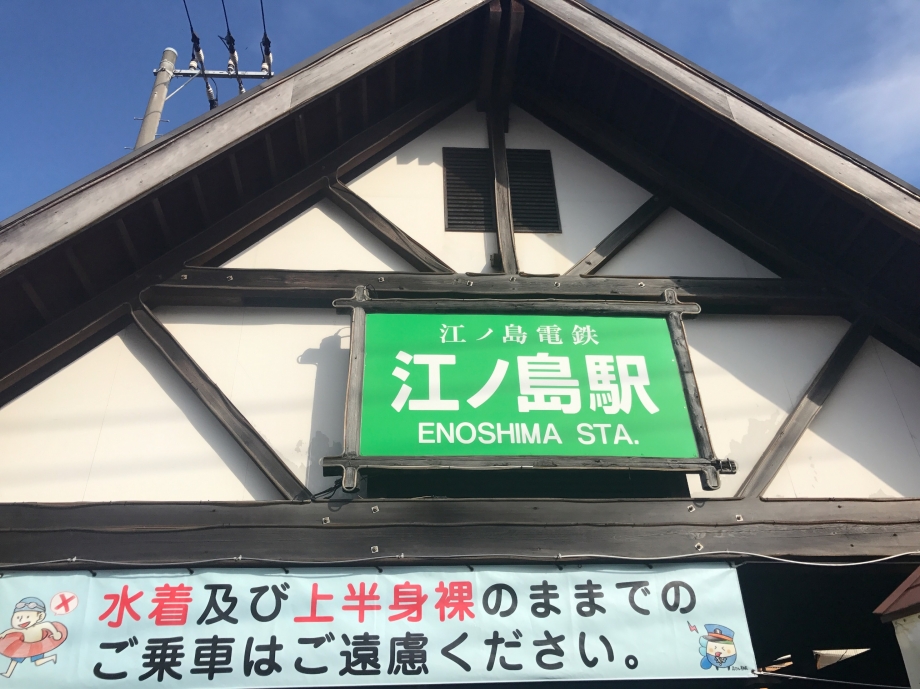 江ノ島電鉄
江ノ島駅
ENOSHIMA STA.
水着及び上半身裸のままでの
ご乗車はご遠慮ください。